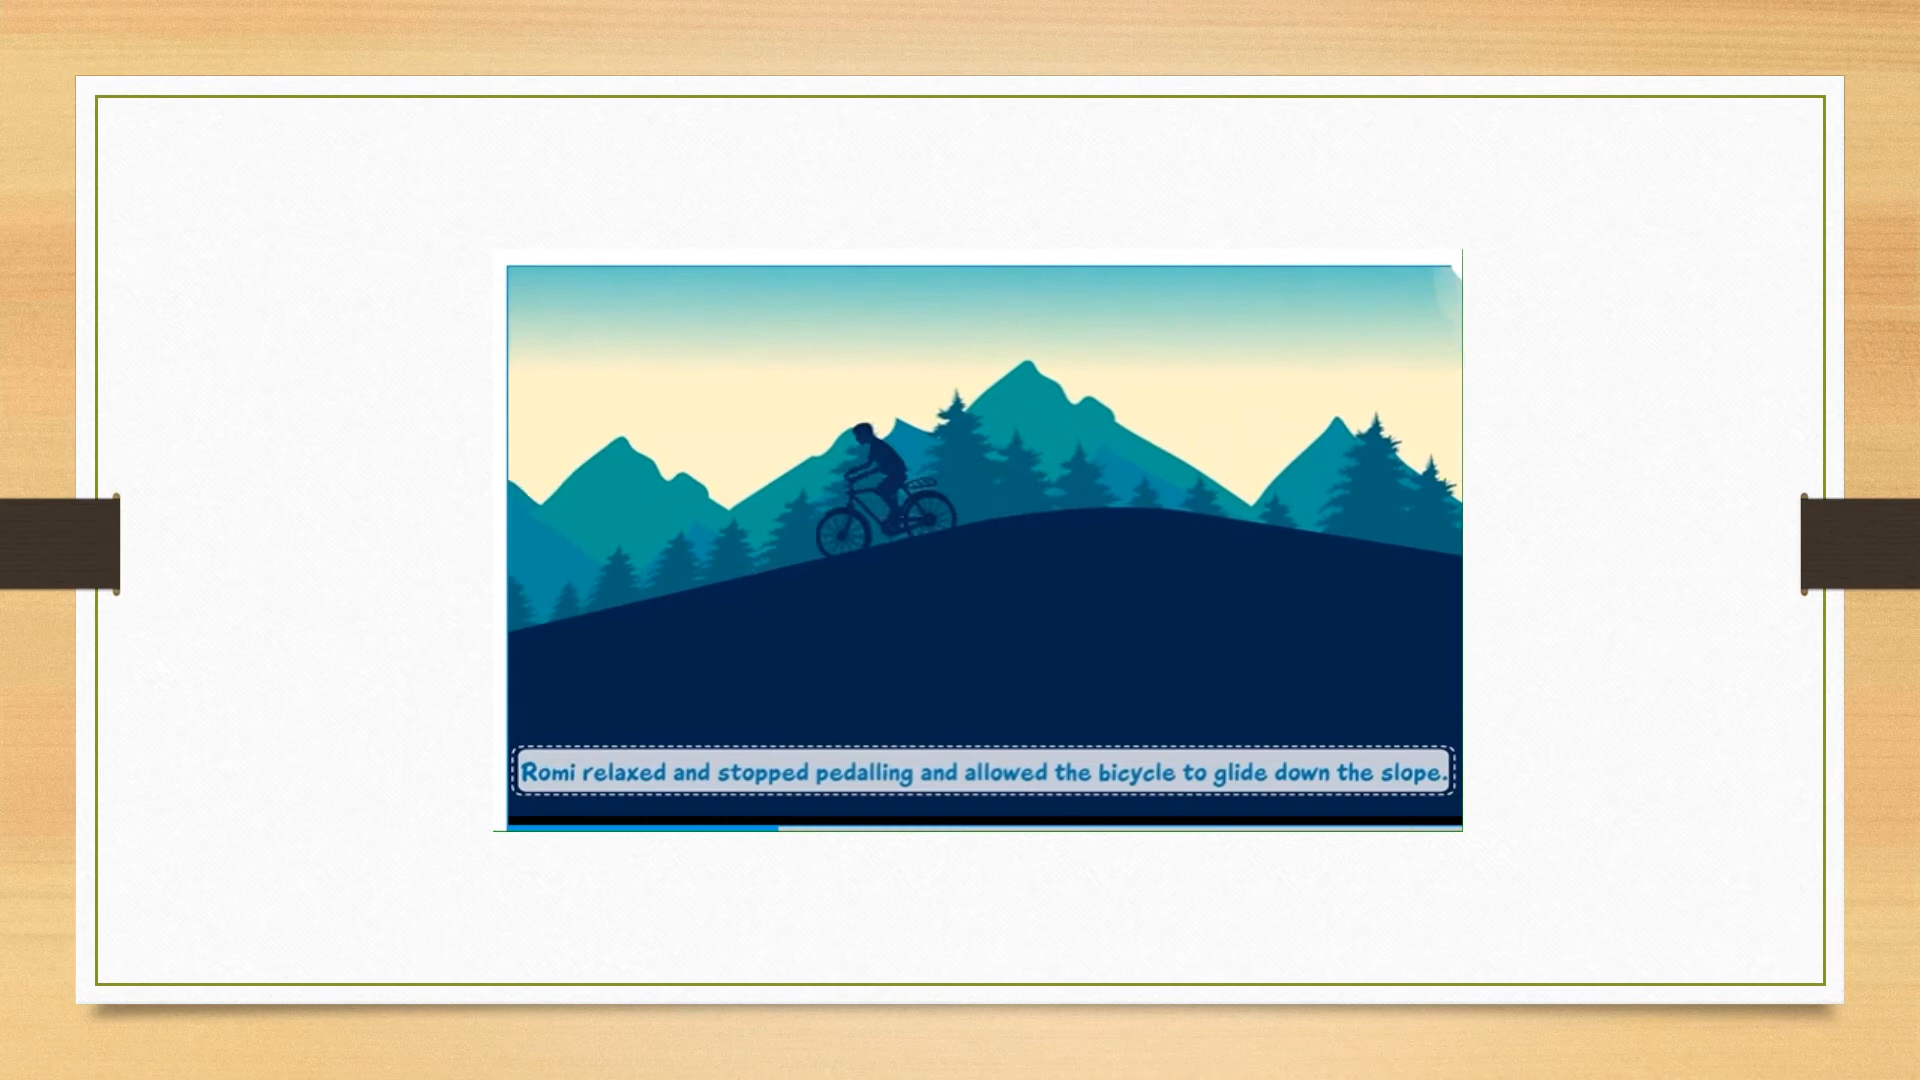 Romi relaxed and stopped pedalling and allowed the bicycle to glide down the slope.